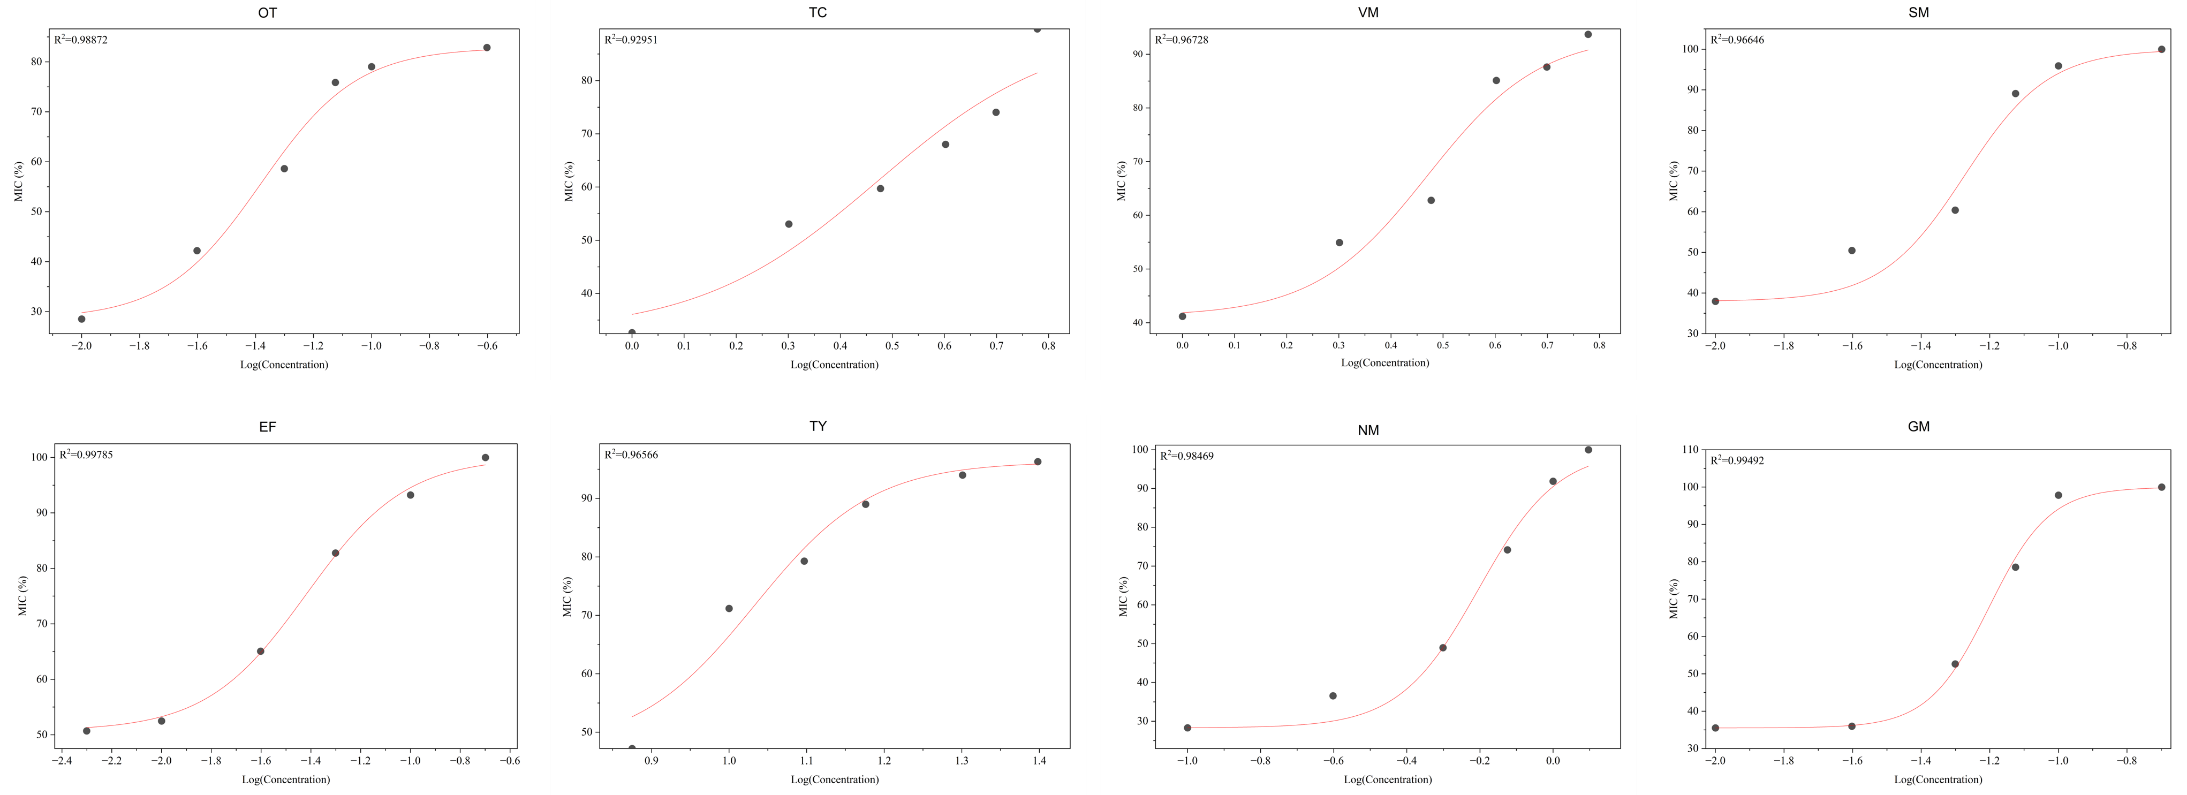 OT
R²=0.98872
80
70
60
50
40
30
MIC (%)
−2.0 −1.8 −1.6 −1.4 −1.2 −1.0 −0.8 −0.6
Log(Concentration)
TC
R²=0.92951
80
70
60
50
40
MIC (%)
0.0 0.1 0.2 0.3 0.4 0.5 0.6 0.7 0.8
Log(Concentration)
VM
R²=0.96728
90
80
70
60
50
40
MIC (%)
0.0 0.1 0.2 0.3 0.4 0.5 0.6 0.7 0.8
Log(Concentration)
SM
R²=0.96646
100
90
80
70
60
50
40
30
MIC (%)
−2.0 −1.8 −1.6 −1.4 −1.2 −1.0 −0.8
Log(Concentration)
EF
R²=0.99785
100
90
80
70
60
50
MIC (%)
−2.4 −2.2 −2.0 −1.8 −1.6 −1.4 −1.2 −1.0 −0.8 −0.6
Log(Concentration)
TY
R²=0.96566
90
80
70
60
50
MIC (%)
0.9 1.0 1.1 1.2 1.3 1.4
Log(Concentration)
NM
R²=0.98469
100
90
80
70
60
50
40
30
MIC (%)
−1.0 −0.8 −0.6 −0.4 −0.2 0.0
Log(Concentration)
GM
R²=0.99492
110
100
90
80
70
60
50
40
30
MIC (%)
−2.0 −1.8 −1.6 −1.4 −1.2 −1.0 −0.8
Log(Concentration)